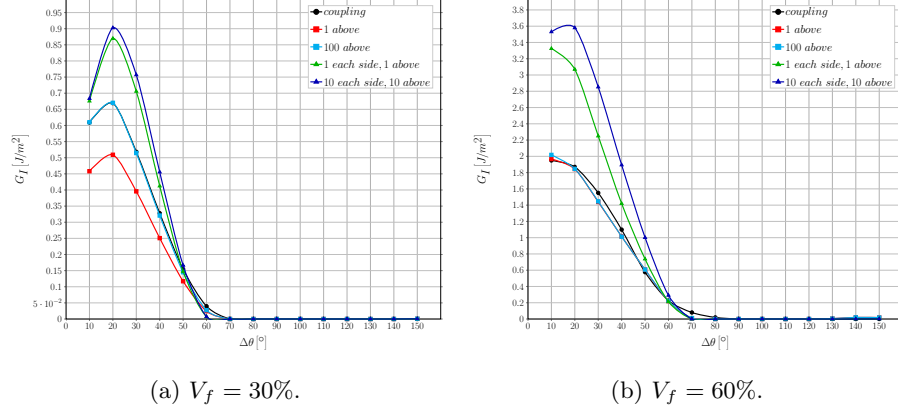 0.95
0.9
0.85
0.8
0.75
0.7
0.65
0.6
0.55
0.5
0.45
0.4
0.35
0.3
0.25
0.2
0.15
0.1
5 · 10⁻²
0
G_I [J/m²]
0 10 20 30 40 50 60 70 80 90 100 110 120 130 140 150
Δθ [°]
coupling
1 above
100 above
1 each side, 1 above
10 each side, 10 above
(a) V_f = 30%.
3.8
3.6
3.4
3.2
3
2.8
2.6
2.4
2.2
2
1.8
1.6
1.4
1.2
1
0.8
0.6
0.4
0.2
0
G_I [J/m²]
0 10 20 30 40 50 60 70 80 90 100 110 120 130 140 150
Δθ [°]
coupling
1 above
100 above
1 each side, 1 above
10 each side, 10 above
(b) V_f = 60%.